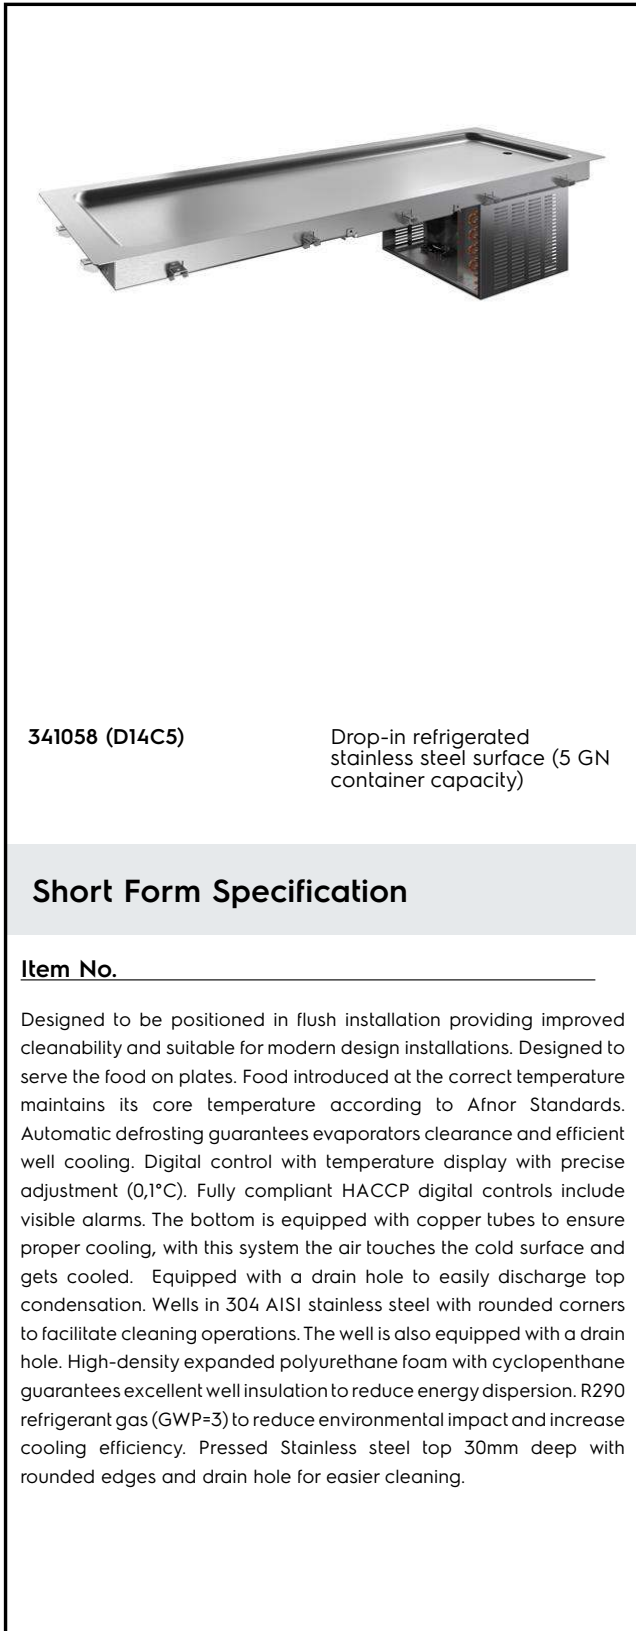 341058 (D14C5)
Drop-in refrigerated
stainless steel surface (5 GN
container capacity)
Short Form Specification
Item No.
Designed to be positioned in flush installation providing improved
cleanability and suitable for modern design installations. Designed to
serve the food on plates. Food introduced at the correct temperature
maintains its core temperature according to Afnor Standards.
Automatic defrosting guarantees evaporators clearance and efficient
well cooling. Digital control with temperature display with precise
adjustment (0,1°C). Fully compliant HACCP digital controls include
visible alarms. The bottom is equipped with copper tubes to ensure
proper cooling, with this system the air touches the cold surface and
gets cooled. Equipped with a drain hole to easily discharge top
condensation. Wells in 304 AISI stainless steel with rounded corners
to facilitate cleaning operations. The well is also equipped with a drain
hole. High-density expanded polyurethane foam with cyclopenthane
guarantees excellent well insulation to reduce energy dispersion. R290
refrigerant gas (GWP=3) to reduce environmental impact and increase
cooling efficiency. Pressed Stainless steel top 30mm deep with
rounded edges and drain hole for easier cleaning.